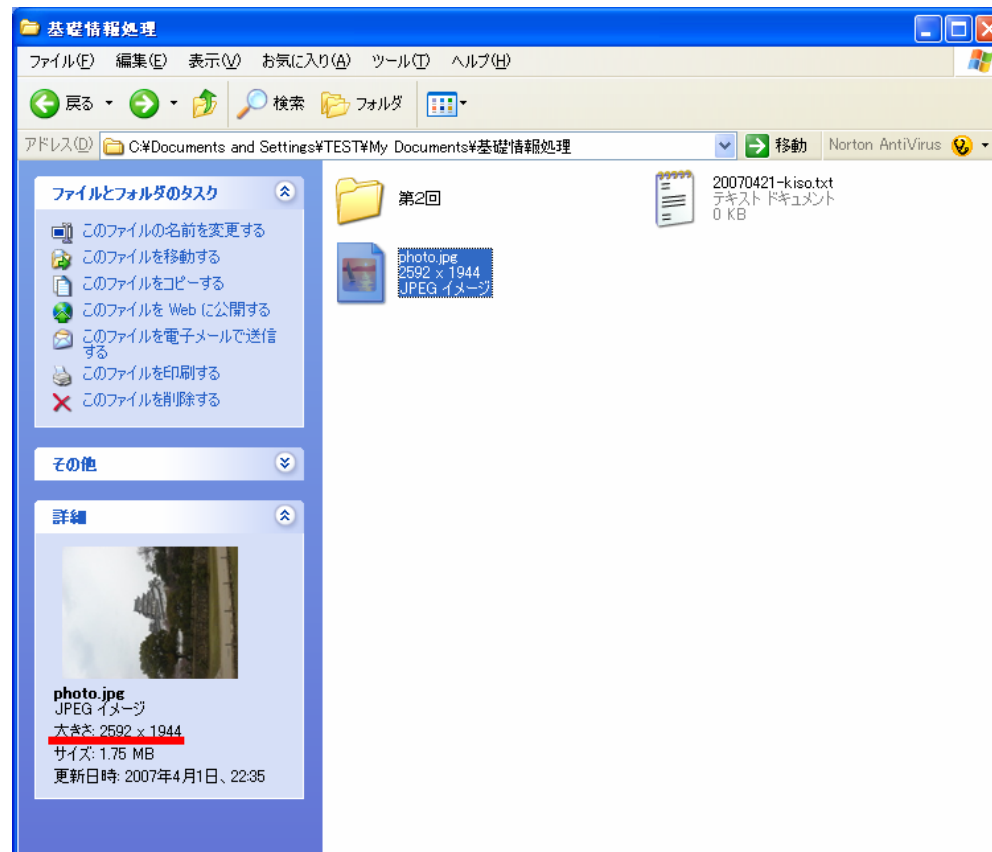 基礎情報処理
ファイル(F) 編集(E) 表示(V) お気に入り(A) ツール(T) ヘルプ(H)
戻る 検索 フォルダ
アドレス(D) C:¥Documents and Settings¥TEST¥My Documents¥基礎情報処理 移動 Norton AntiVirus
ファイルとフォルダのタスク
このファイルの名前を変更する
このファイルを移動する
このファイルをコピーする
このファイルを Web に公開する
このファイルを電子メールで送信
する
このファイルを印刷する
このファイルを削除する
その他
詳細
photo.jpg
JPEG イメージ
大きさ: 2592 x 1944
サイズ: 1.75 MB
更新日時: 2007年4月1日、22:35
第2回
20070421-kiso.txt
テキスト ドキュメント
0 KB
photo.jpg
2592 x 1944
JPEG イメージ